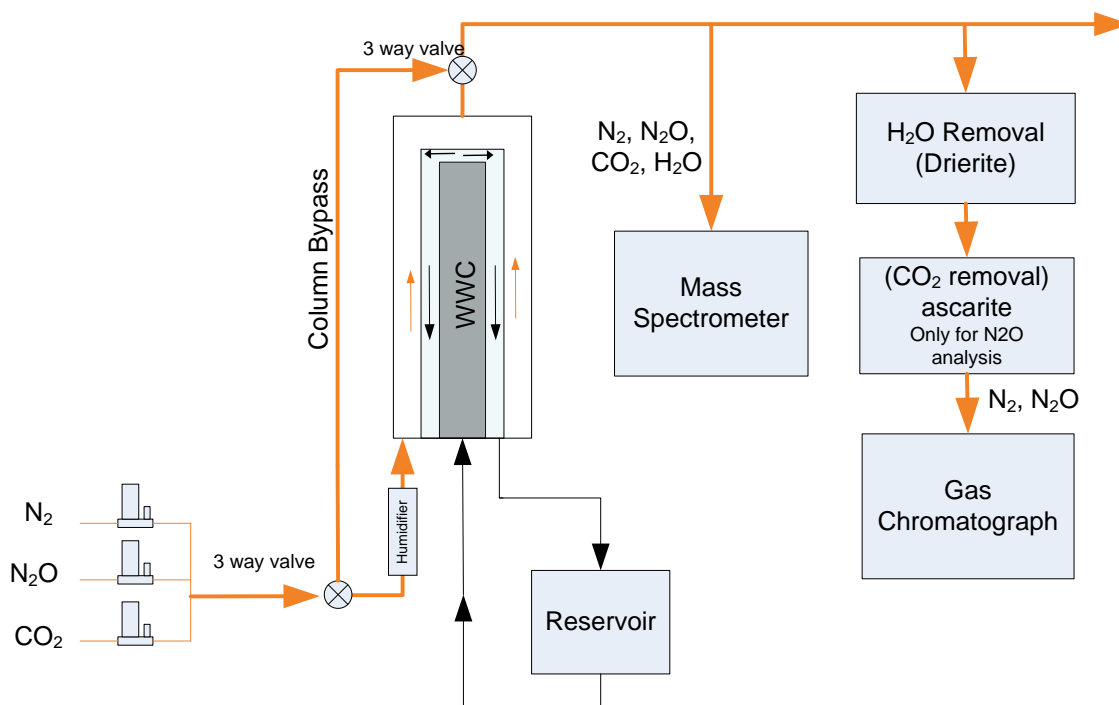 3 way valve
N₂, N₂O,
CO₂, H₂O
H₂O Removal
(Drierite)
Column Bypass
WWC
Mass
Spectrometer
(CO₂ removal)
ascarite
Only for N2O
analysis
N₂, N₂O
Gas
Chromatograph
Humidifier
N₂
N₂O
CO₂
3 way valve
Reservoir